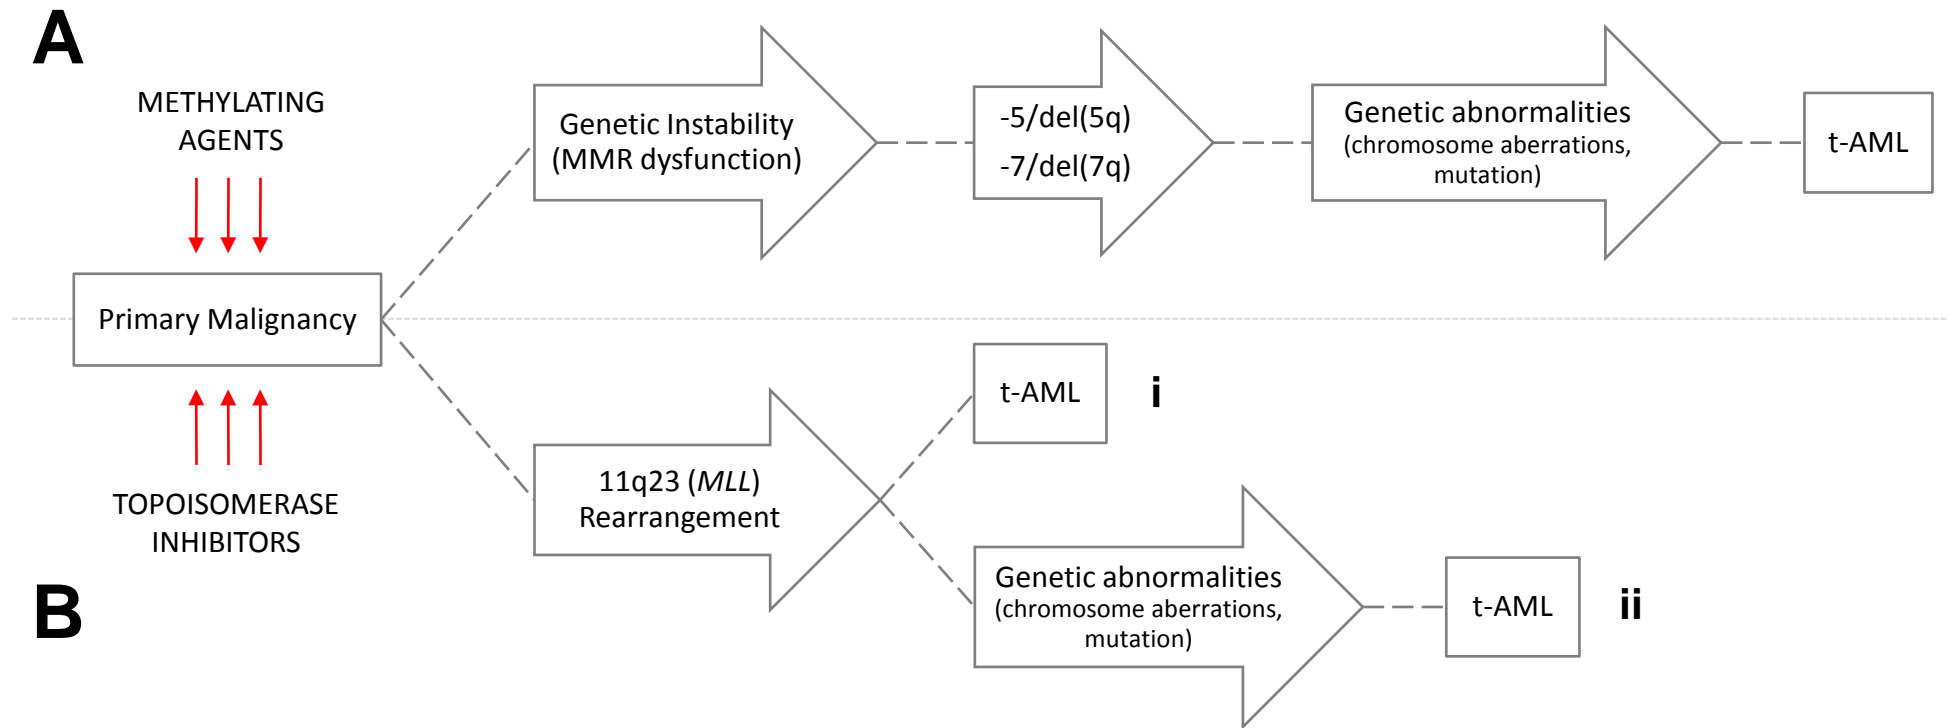 A
METHYLATING
AGENTS
Genetic Instability
(MMR dysfunction)
-5/del(5q)
-7/del(7q)
Genetic abnormalities
(chromosome aberrations,
mutation)
t-AML
Primary Malignancy
TOPOISOMERASE
INHIBITORS
B
11q23 (MLL)
Rearrangement
t-AML
i
Genetic abnormalities
(chromosome aberrations,
mutation)
t-AML
ii